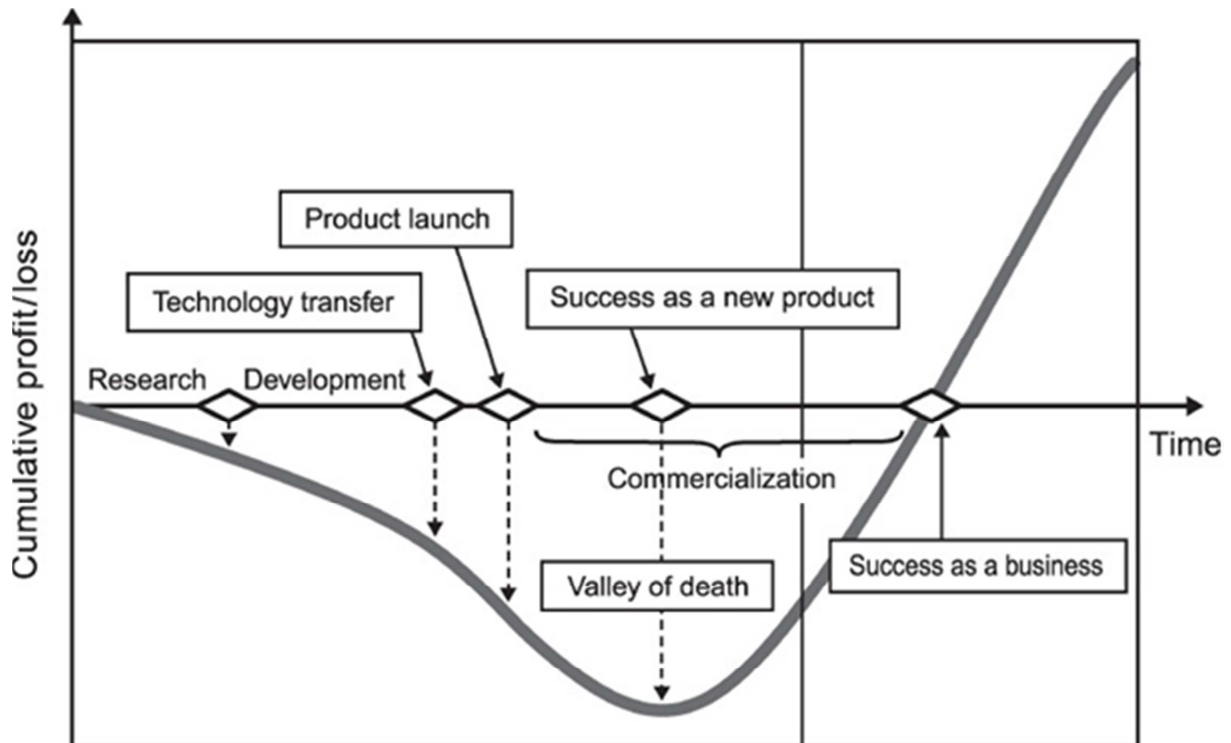 Cumulative profit/loss
Product launch
Technology transfer
Success as a new product
Research
Development
Time
Commercialization
Success as a business
Valley of death